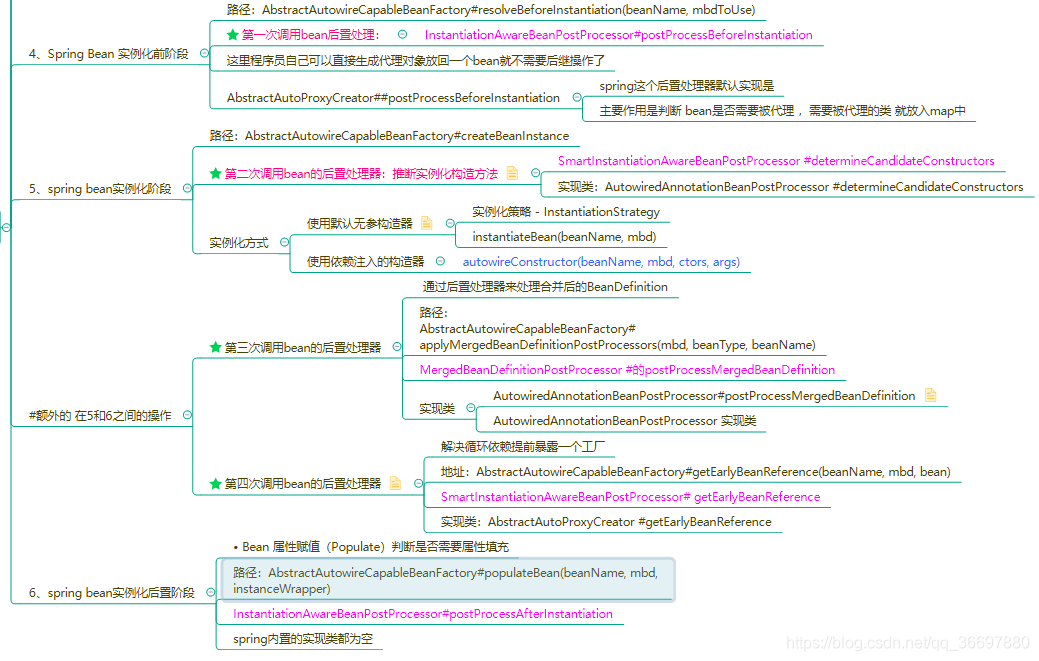 路径：AbstractAutowireCapableBeanFactory#resolveBeforeInstantiation(beanName, mbdToUse)
4、Spring Bean 实例化前阶段
第一次调用bean后置处理：
InstantiationAwareBeanPostProcessor#postProcessBeforeInstantiation
这里程序员自己可以直接生成代理对象放回一个bean就不需要后继操作了
AbstractAutoProxyCreator##postProcessBeforeInstantiation
spring这个后置处理器默认实现是
主要作用是判断 bean是否需要被代理 ，需要被代理的类 就放入map中
5、spring bean实例化阶段
路径：AbstractAutowireCapableBeanFactory#createBeanInstance
第二次调用bean的后置处理器：推断实例化构造方法
SmartInstantiationAwareBeanPostProcessor #determineCandidateConstructors
实现类：AutowiredAnnotationBeanPostProcessor #determineCandidateConstructors
实例化方式
使用默认无参构造器
实例化策略 - InstantiationStrategy
instantiateBean(beanName, mbd)
使用依赖注入的构造器
autowireConstructor(beanName, mbd, ctors, args)
#额外的 在5和6之间的操作
第三次调用bean的后置处理器
通过后置处理器来处理合并后的BeanDefinition
路径：
AbstractAutowireCapableBeanFactory#
applyMergedBeanDefinitionPostProcessors(mbd, beanType, beanName)
MergedBeanDefinitionPostProcessor #的postProcessMergedBeanDefinition
实现类
AutowiredAnnotationBeanPostProcessor#postProcessMergedBeanDefinition
AutowiredAnnotationBeanPostProcessor 实现类
第四次调用bean的后置处理器
解决循环依赖提前暴露一个工厂
地址：AbstractAutowireCapableBeanFactory#getEarlyBeanReference(beanName, mbd, bean)
SmartInstantiationAwareBeanPostProcessor# getEarlyBeanReference
实现类：AbstractAutoProxyCreator #getEarlyBeanReference
6、spring bean实例化后置阶段
• Bean 属性赋值（Populate）判断是否需要属性填充
路径：AbstractAutowireCapableBeanFactory#populateBean(beanName, mbd,
instanceWrapper)
InstantiationAwareBeanPostProcessor#postProcessAfterInstantiation
spring内置的实现类都为空
https://blog.csdn.net/qq_36697880